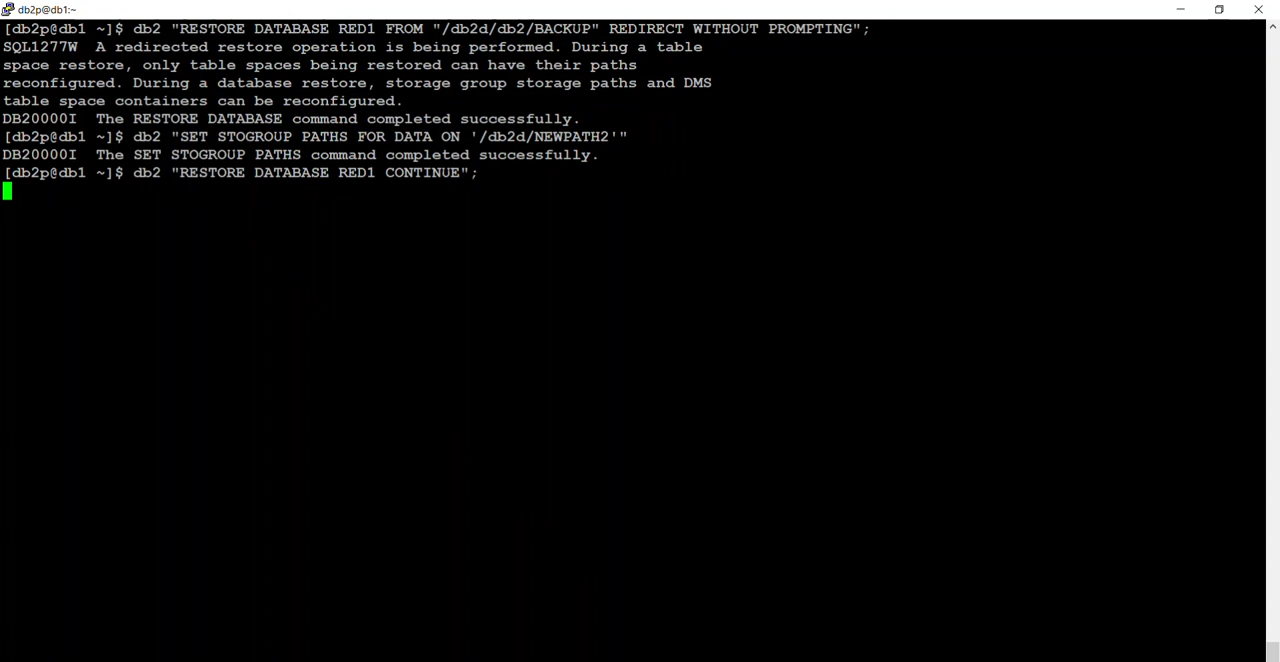 db2p@db1:~
[db2p@db1 ~]$ db2 "RESTORE DATABASE RED1 FROM "/db2d/db2/BACKUP" REDIRECT WITHOUT PROMPTING";
SQL1277W  A redirected restore operation is being performed. During a table
space restore, only table spaces being restored can have their paths
reconfigured. During a database restore, storage group storage paths and DMS
table space containers can be reconfigured.
DB20000I  The RESTORE DATABASE command completed successfully.
[db2p@db1 ~]$ db2 "SET STOGROUP PATHS FOR DATA ON '/db2d/NEWPATH2'"
DB20000I  The SET STOGROUP PATHS command completed successfully.
[db2p@db1 ~]$ db2 "RESTORE DATABASE RED1 CONTINUE";